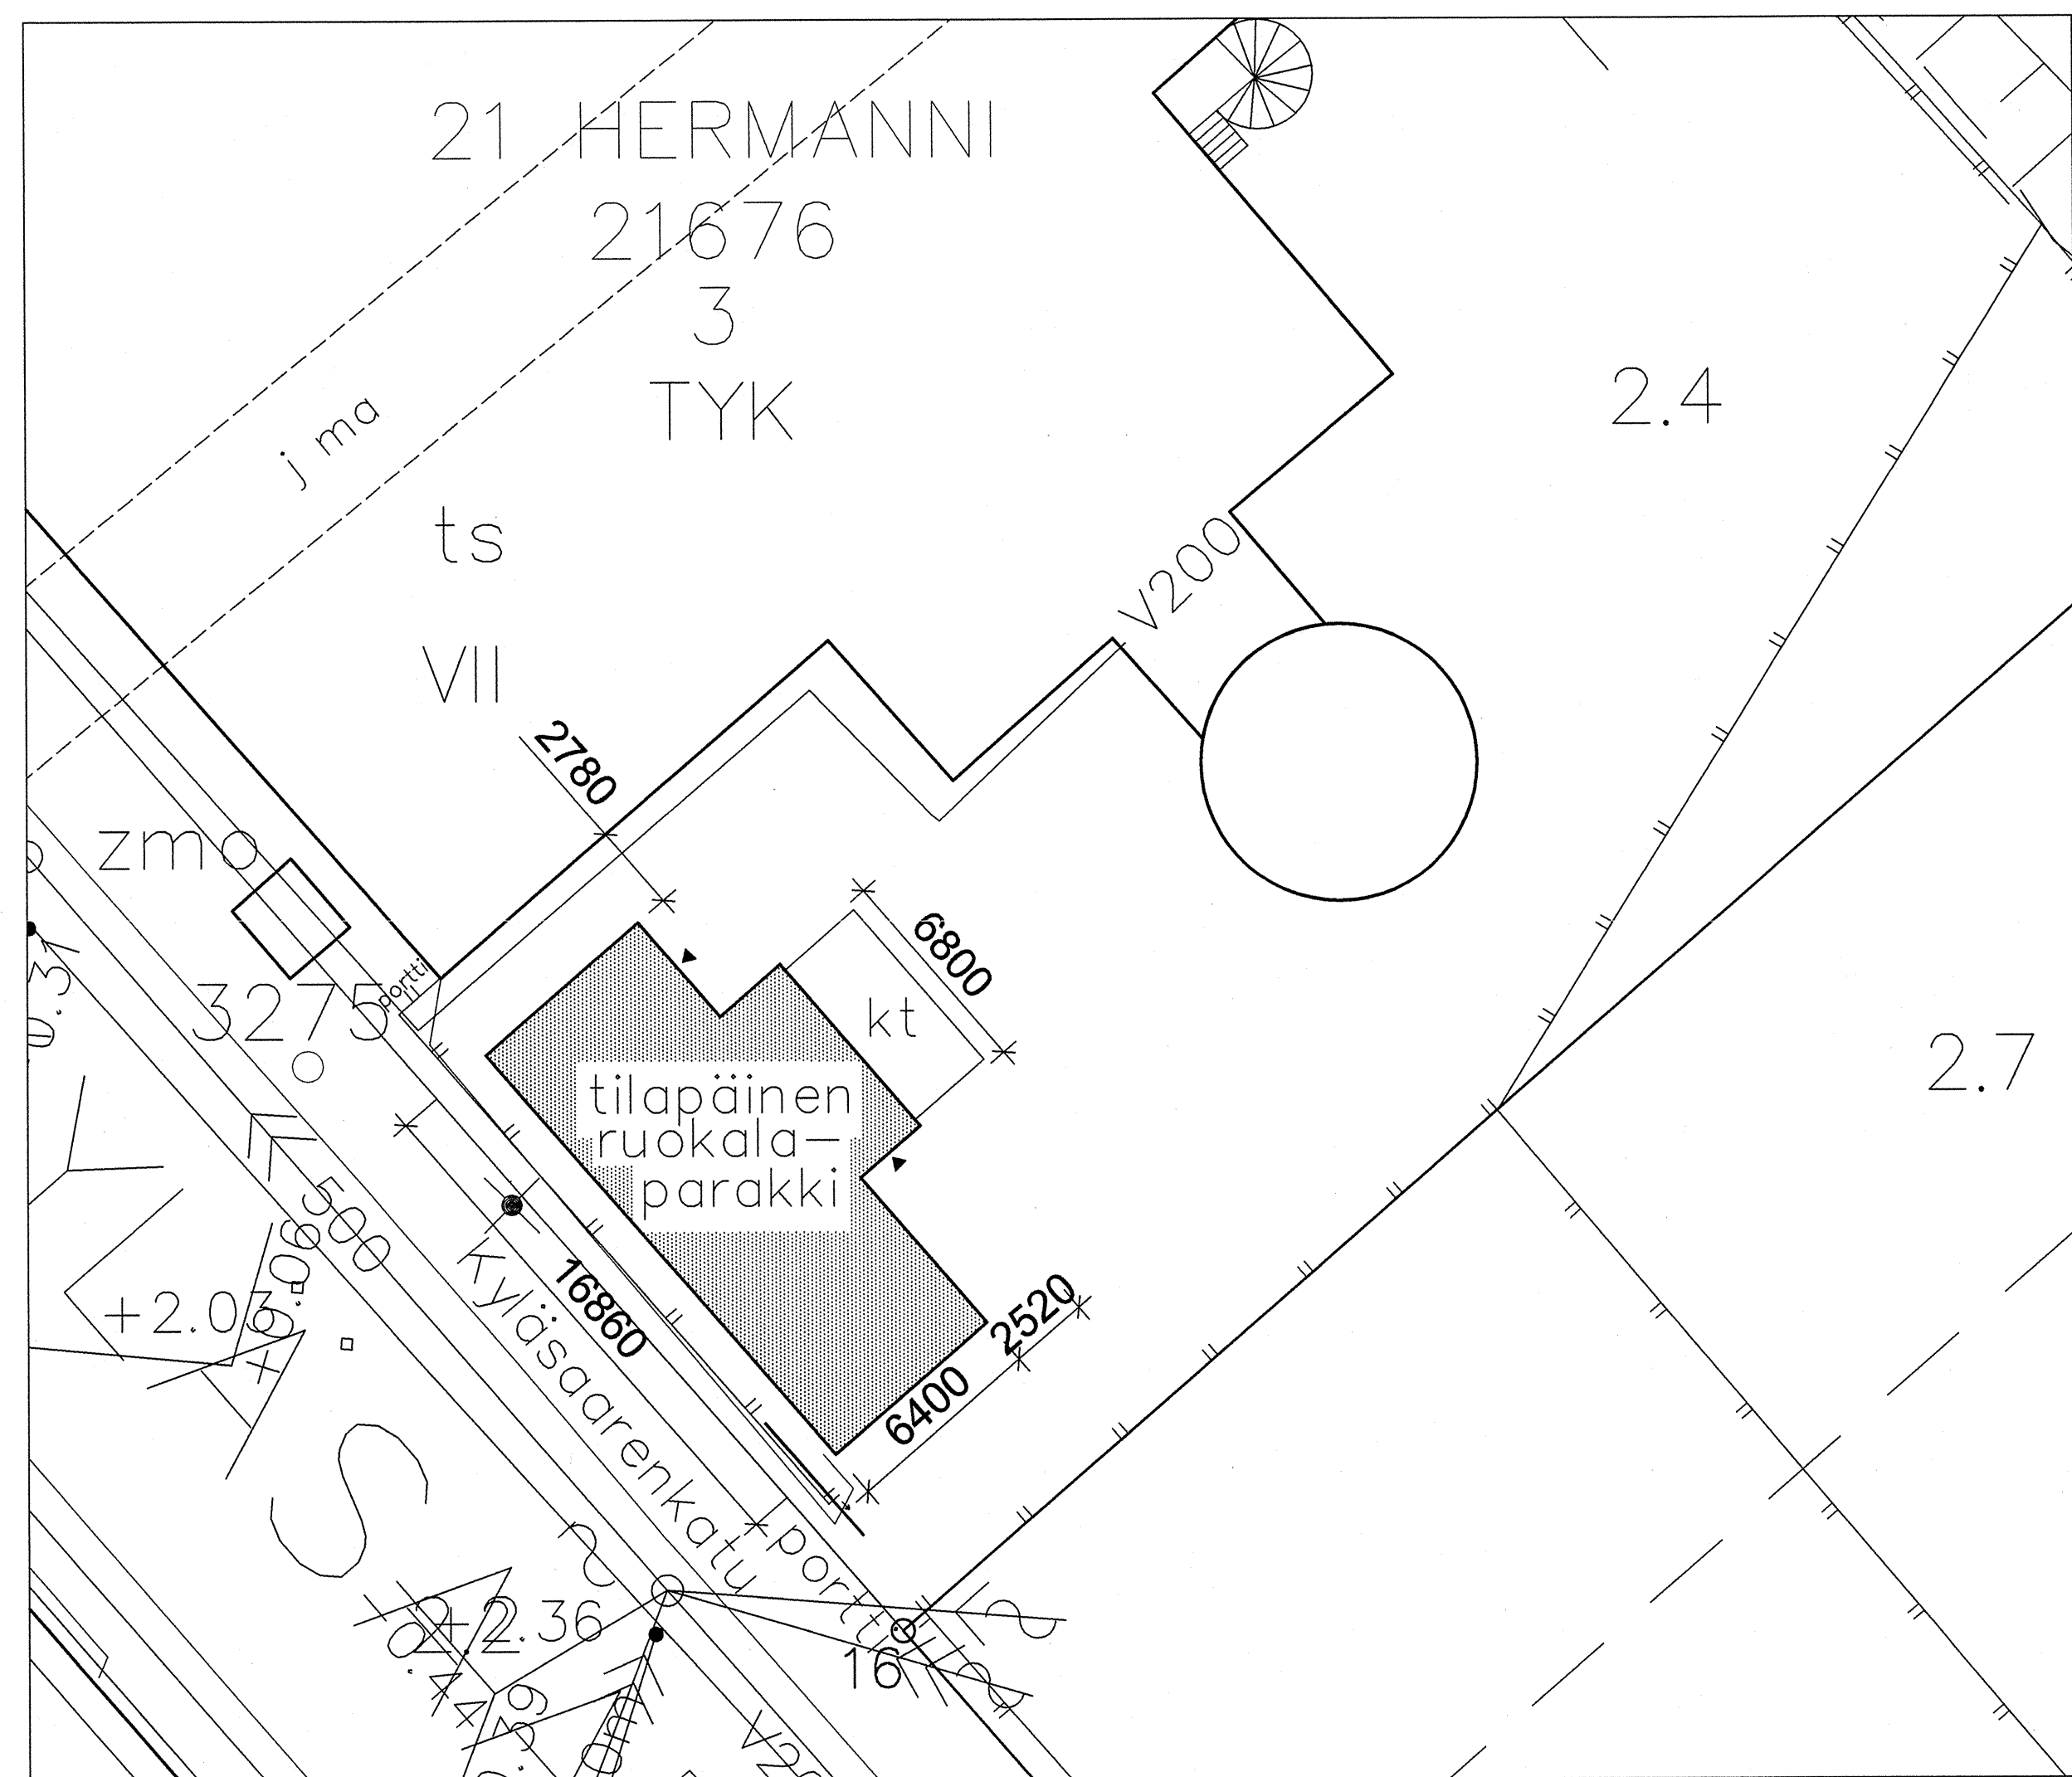 21 HERMANNI
21676
3
TYK
2.4
j ma
ts
V200
VII
2780
zmo
6800
portti
3275
kt
2.7
tilapäinen
ruokala–
parakki
500
+2.03
16860
2520
6400
Kyläsaarenkatu
portti
S
+2.36
16